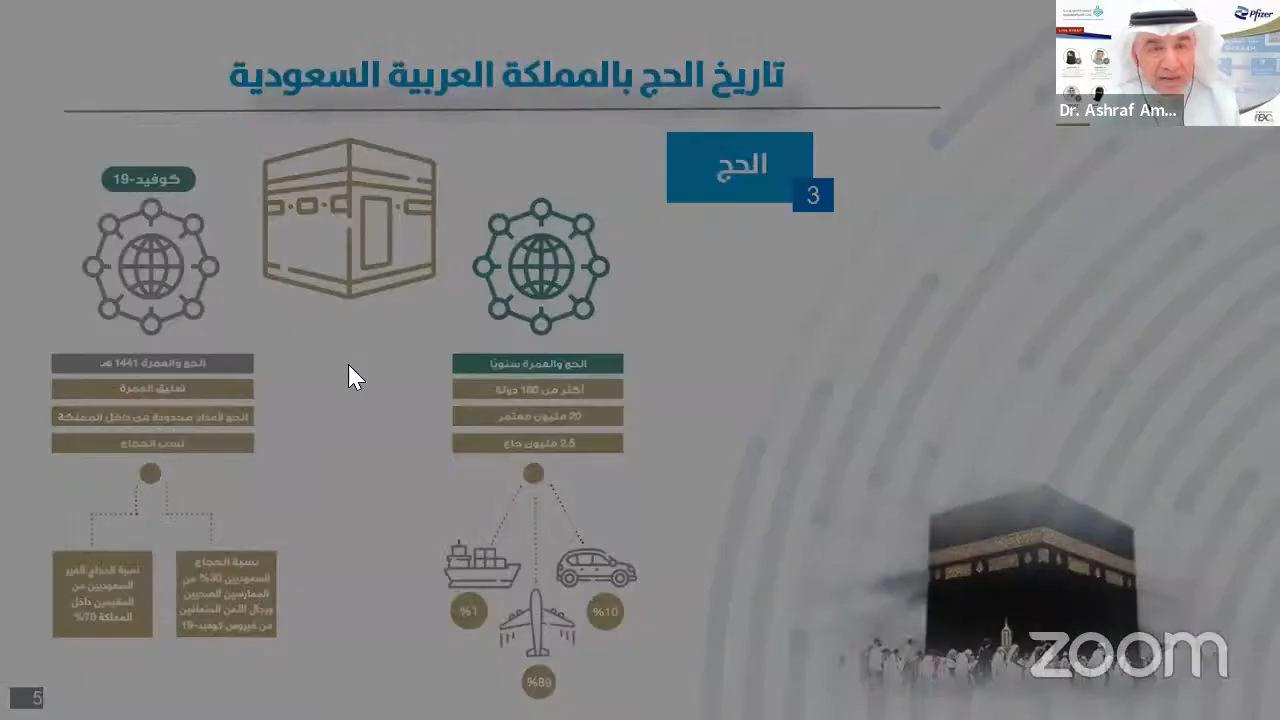 تاريخ الحج بالمملكة العربية السعودية
Pfizer
Dr. Ashraf Am...
الحج
3
كوفيد-19
الحج والعمرة سنويًا
أكثر من 180 دولة
20 مليون معتمر
2.5 مليون حاج
%10
%1
%89
الحج والعمرة 1441 هـ
تعليق العمرة
الحج لأعداد محدودة من داخل المملكة
نسب الحجاج
نسبة الحجاج
السعوديين 30% من
الممارسين الصحيين
ورجال الأمن المتعافين
من فيروس كوفيد-19
نسبة الحجاج الغير
السعوديين من
المقيمين داخل
المملكة 70%
zoom
5